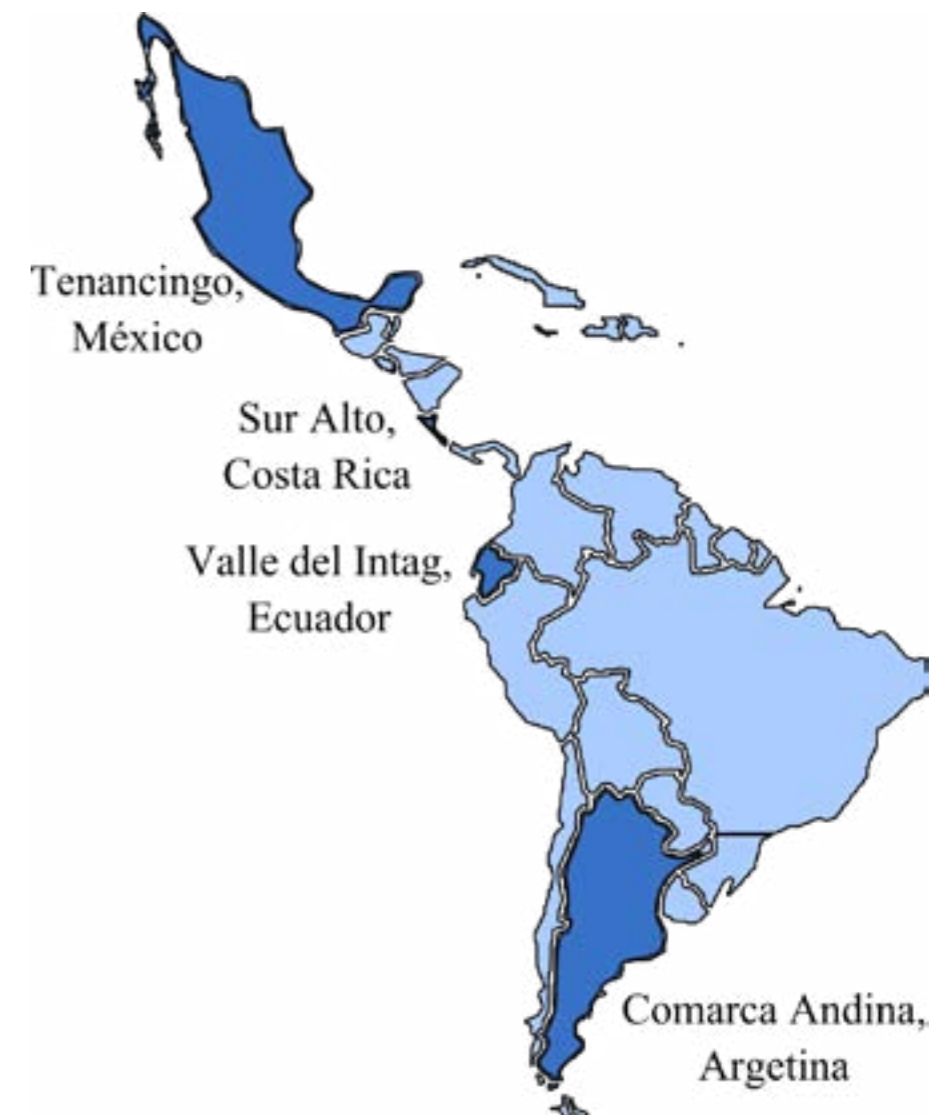 Tenancingo,
México
Sur Alto,
Costa Rica
Valle del Intag,
Ecuador
Comarca Andina,
Argetina